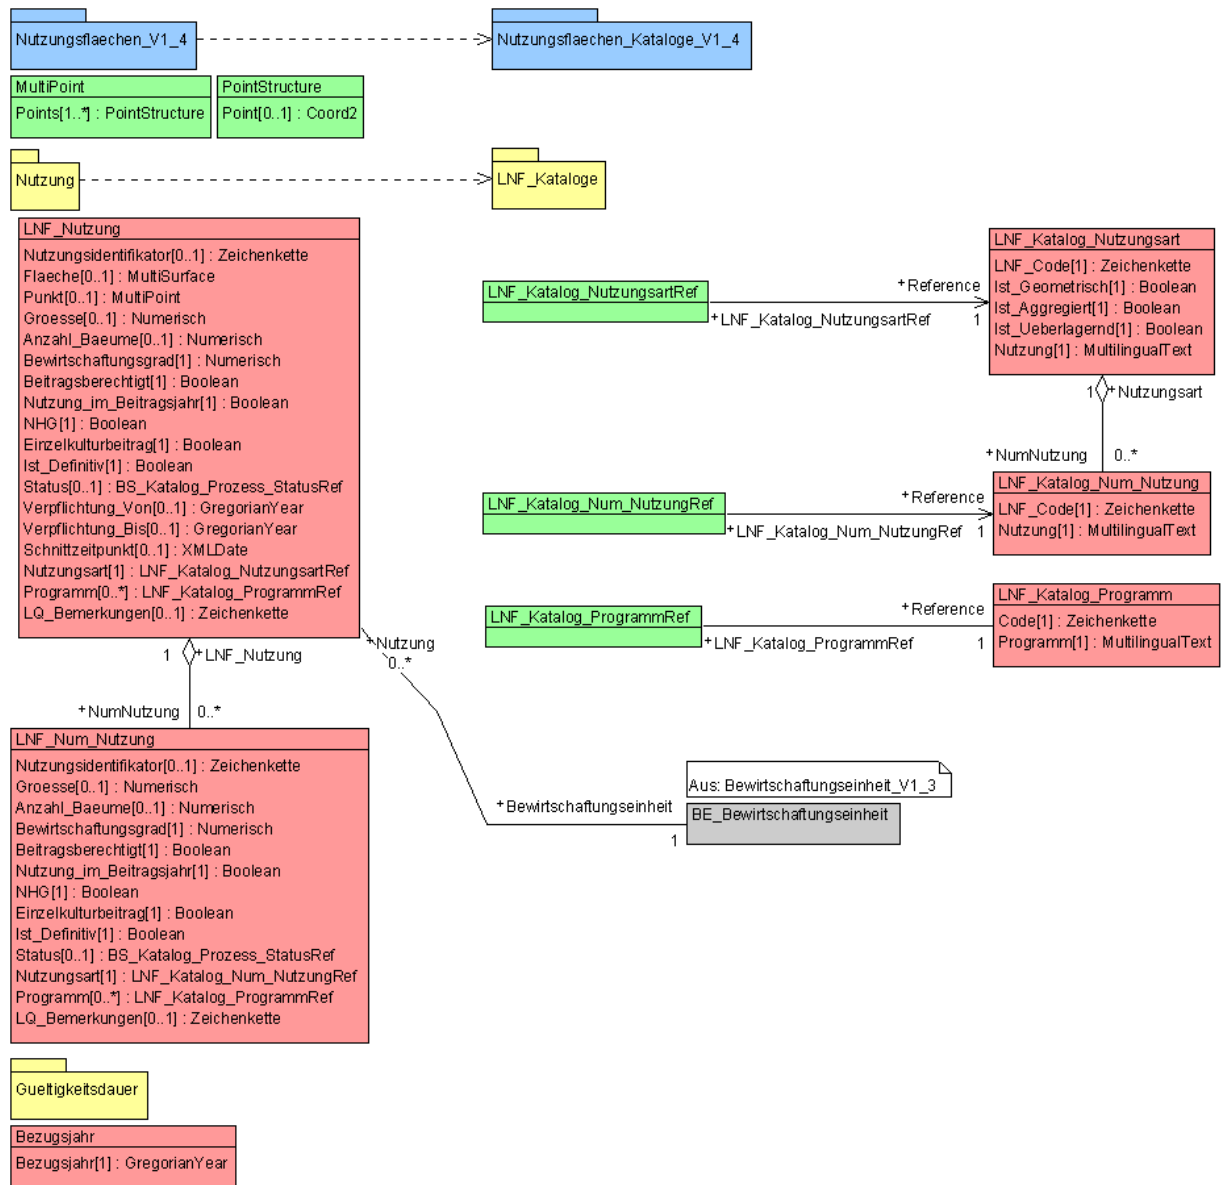 Nutzungsflaechen_V1_4
Nutzungsflaechen_Kataloge_V1_4
MultiPoint
Points[1..*] : PointStructure
PointStructure
Point[0..1] : Coord2
Nutzung
LNF_Kataloge
LNF_Nutzung
Nutzungsidentifikator[0..1] : Zeichenkette
Flaeche[0..1] : MultiSurface
Punkt[0..1] : MultiPoint
Groesse[0..1] : Numerisch
Anzahl_Baeume[0..1] : Numerisch
Bewirtschaftungsgrad[1] : Numerisch
Beitragsberechtigt[1] : Boolean
Nutzung_im_Beitragsjahr[1] : Boolean
NHG[1] : Boolean
Einzelkulturbeitrag[1] : Boolean
Ist_Definitiv[1] : Boolean
Status[0..1] : BS_Katalog_Prozess_StatusRef
Verpflichtung_Von[0..1] : GregorianYear
Verpflichtung_Bis[0..1] : GregorianYear
Schnittzeitpunkt[0..1] : XMLDate
Nutzungsart[1] : LNF_Katalog_NutzungsartRef
Programm[0..*] : LNF_Katalog_ProgrammRef
LQ_Bemerkungen[0..1] : Zeichenkette
LNF_Katalog_NutzungsartRef
+Reference
+LNF_Katalog_NutzungsartRef
1
LNF_Katalog_Nutzungsart
LNF_Code[1] : Zeichenkette
Ist_Geometrisch[1] : Boolean
Ist_Aggregiert[1] : Boolean
Ist_Ueberlagernd[1] : Boolean
Nutzung[1] : MultilingualText
1
+Nutzungsart
+NumNutzung
0..*
LNF_Katalog_Num_NutzungRef
+Reference
+LNF_Katalog_Num_NutzungRef
1
LNF_Katalog_Num_Nutzung
LNF_Code[1] : Zeichenkette
Nutzung[1] : MultilingualText
LNF_Katalog_ProgrammRef
+Reference
+LNF_Katalog_ProgrammRef
1
LNF_Katalog_Programm
Code[1] : Zeichenkette
Programm[1] : MultilingualText
1
+LNF_Nutzung
+Nutzung
0..*
+NumNutzung
0..*
LNF_Num_Nutzung
Nutzungsidentifikator[0..1] : Zeichenkette
Groesse[0..1] : Numerisch
Anzahl_Baeume[0..1] : Numerisch
Bewirtschaftungsgrad[1] : Numerisch
Beitragsberechtigt[1] : Boolean
Nutzung_im_Beitragsjahr[1] : Boolean
NHG[1] : Boolean
Einzelkulturbeitrag[1] : Boolean
Ist_Definitiv[1] : Boolean
Status[0..1] : BS_Katalog_Prozess_StatusRef
Nutzungsart[1] : LNF_Katalog_Num_NutzungRef
Programm[0..*] : LNF_Katalog_ProgrammRef
LQ_Bemerkungen[0..1] : Zeichenkette
+Bewirtschaftungseinheit
1
Aus: Bewirtschaftungseinheit_V1_3
BE_Bewirtschaftungseinheit
Gueltigkeitsdauer
Bezugsjahr
Bezugsjahr[1] : GregorianYear